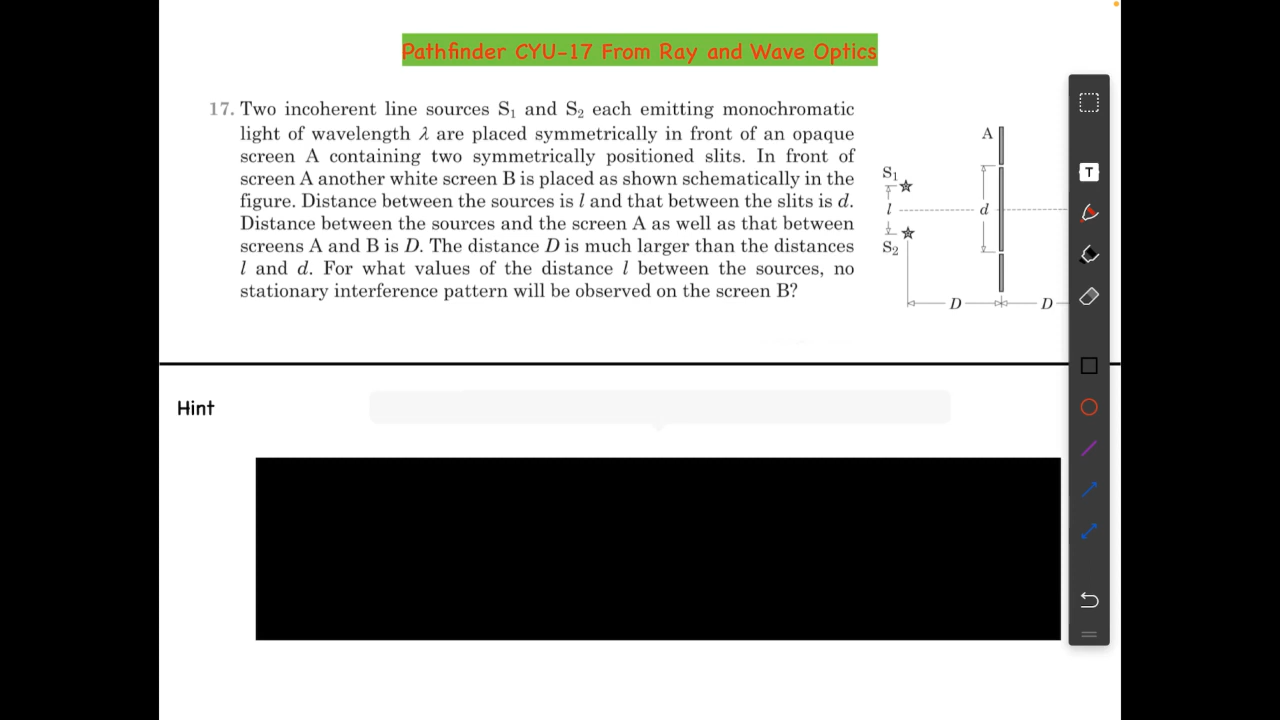 Pathfinder CYU-17 From Ray and Wave Optics
17. Two incoherent line sources S₁ and S₂ each emitting monochromatic
light of wavelength λ are placed symmetrically in front of an opaque
screen A containing two symmetrically positioned slits. In front of
screen A another white screen B is placed as shown schematically in the
figure. Distance between the sources is l and that between the slits is d.
Distance between the sources and the screen A as well as that between
screens A and B is D. The distance D is much larger than the distances
l and d. For what values of the distance l between the sources, no
stationary interference pattern will be observed on the screen B?
A
S₁
l
d
S₂
D
D
T
Hint